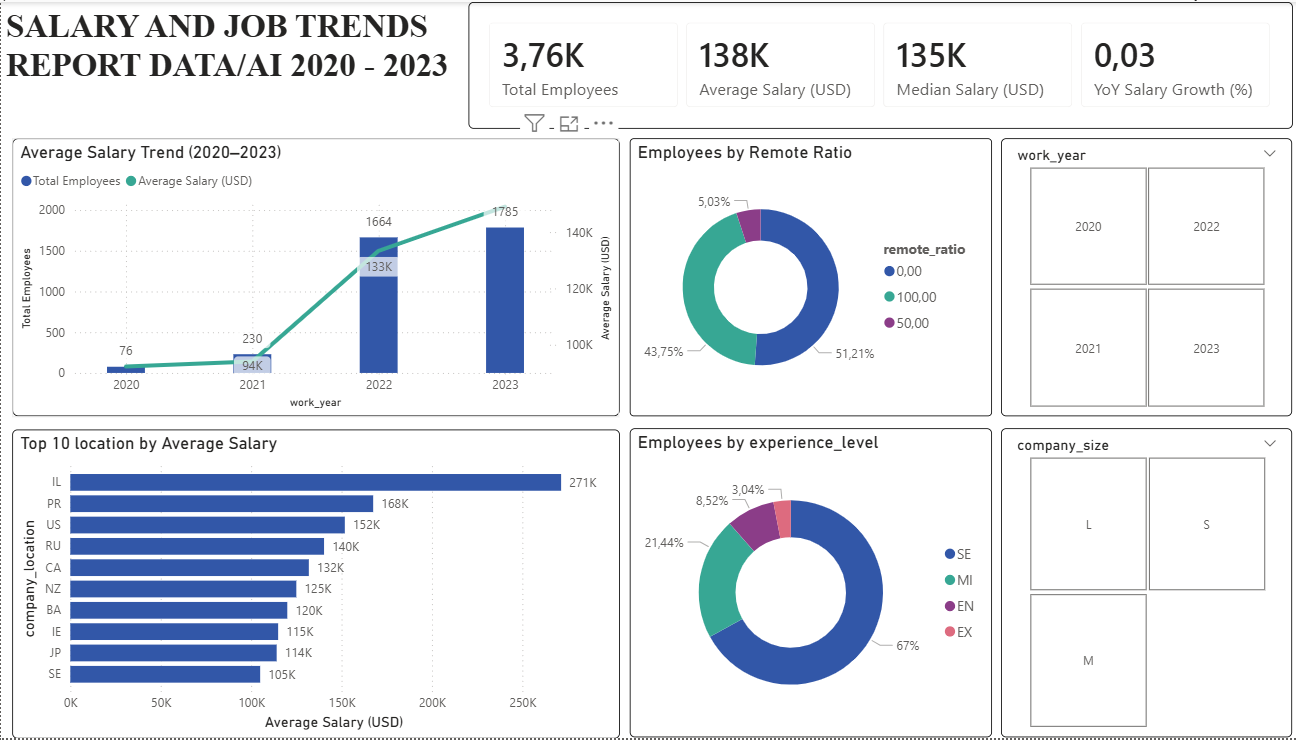 SALARY AND JOB TRENDS
REPORT DATA/AI 2020 - 2023
3,76K
Total Employees
138K
Average Salary (USD)
135K
Median Salary (USD)
0,03
YoY Salary Growth (%)
Average Salary Trend (2020–2023)
Total Employees Average Salary (USD)
Total Employees
2000
1500
1000
500
0
76
230
94K
1664
133K
1785
140K
120K
100K
Average Salary (USD)
2020 2021 2022 2023
work_year
Employees by Remote Ratio
5,03%
43,75%
51,21%
remote_ratio
0,00
100,00
50,00
work_year
2020 2022
2021 2023
Top 10 location by Average Salary
company_location
IL 271K
PR 168K
US 152K
RU 140K
CA 132K
NZ 125K
BA 120K
IE 115K
JP 114K
SE 105K
0K 50K 100K 150K 200K 250K
Average Salary (USD)
Employees by experience_level
3,04%
8,52%
21,44%
67%
SE
MI
EN
EX
company_size
L S
M